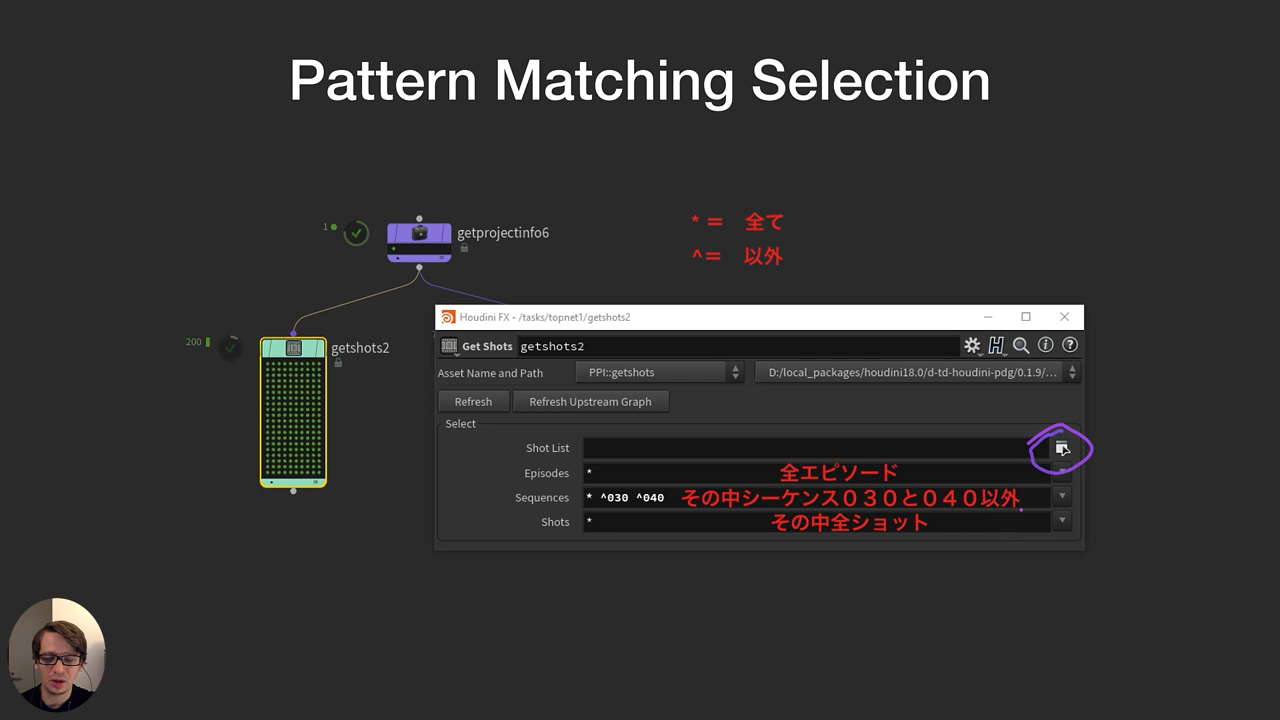 Pattern Matching Selection
1
getprojectinfo6
* = 全て
^= 以外
200
getshots2
Houdini FX - /tasks/topnet1/getshots2
Get Shots getshots2
Asset Name and Path PPI::getshots D:/local_packages/houdini18.0/d-td-houdini-pdg/0.1.9/...
Refresh Refresh Upstream Graph
Select
Shot List
Episodes * 全エピソード
Sequences * ^030 ^040 その中シーケンス030と040以外
Shots * その中全ショット